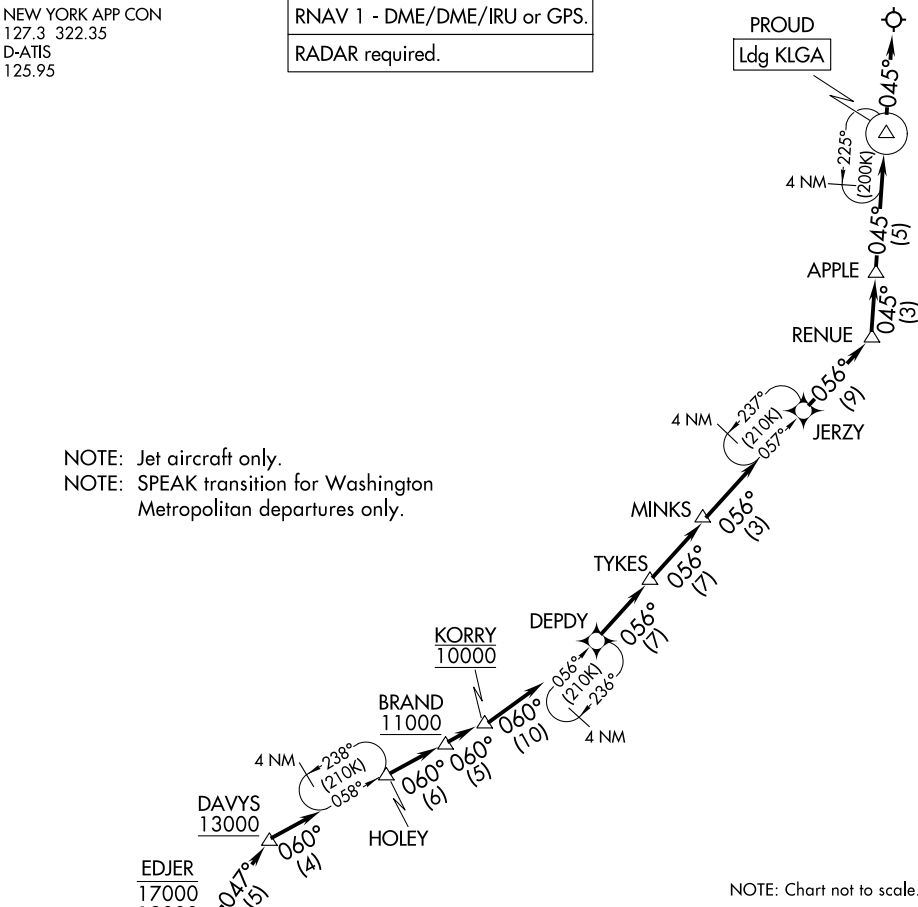 NEW YORK APP CON
127.3 322.35
D-ATIS
125.95
RNAV 1 - DME/DME/IRU or GPS.
RADAR required.
PROUD
Ldg KLGA
045°
225°
(200K)
4 NM
045°
(5)
APPLE
045°
(3)
RENUE
056°
(9)
237°
(210K)
057°
4 NM
JERZY
NOTE: Jet aircraft only.
NOTE: SPEAK transition for Washington
Metropolitan departures only.
MINKS
056°
(3)
TYKES
056°
(7)
DEPDY
056°
(7)
056°
(210K)
236°
4 NM
KORRY
10000
060°
(10)
BRAND
11000
060°
(5)
060°
(6)
4 NM
238°
(210K)
058°
HOLEY
DAVYS
13000
060°
(4)
EDJER
17000
047°
(5)
NOTE: Chart not to scale.